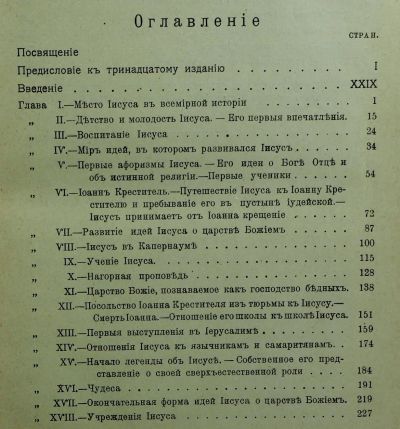 Оглавленіе
СТРАН.
Посвященіе
Предисловіе къ тринадцатому изданію . . . . . . . . . I
Введеніе . . . . . . . . . . . . . . . . . XXIX
Глава I.—Мѣсто Іисуса въ всемірной исторіи . . . . . . . 1
„ II.—Дѣтство и молодость Іисуса.—Его первыя впечатлѣнія. 15
„ III.—Воспитаніе Іисуса . . . . . . . . . . . 24
„ IV.—Міръ идей, въ которомъ развивался Іисусъ . . . . 34
„ V.—Первые афоризмы Іисуса.—Его идеи о Богѣ Отцѣ и
объ истинной религіи.—Первые ученики . . . . . 54
„ VI.—Іоаннъ Креститель.—Путешествіе Іисуса къ Іоанну Кре-
стителю и пребываніе его въ пустынѣ іудейской.—
Іисусъ принимаетъ отъ Іоанна крещеніе . . . . . 72
„ VII.—Развитіе идей Іисуса о царствѣ Божіемъ . . . . . 87
„ VIII.—Іисусъ въ Капернаумѣ . . . . . . . . . . 100
„ IX.—Ученіе Іисуса. . . . . . . . . . . . . 115
„ X.—Нагорная проповѣдь . . . . . . . . . . . 128
„ XI.—Царство Божіе, познаваемое какъ господство бѣдныхъ. 138
„ XII.—Посольство Іоанна Крестителя изъ тюрьмы къ Іисусу.—
Смерть Іоанна.—Отношеніе его школы къ школѣ Іисуса. 151
„ XIII.—Первыя выступленія въ Іерусалимѣ . . . . . . . 159
„ XIV.—Отношенія Іисуса къ язычникамъ и самаритянамъ. . 174
„ XV.—Начало легенды объ Іисусѣ.—Собственное его пред-
ставленіе о своей сверхъестественной роли . . . . 184
„ XVI.—Чудеса . . . . . . . . . . . . . . . 191
„ XVII.—Окончательная форма идей Іисуса о царствѣ Божіемъ. 219
„ XVIII.—Учрежденія Іисуса . . . . . . . . . . . 227